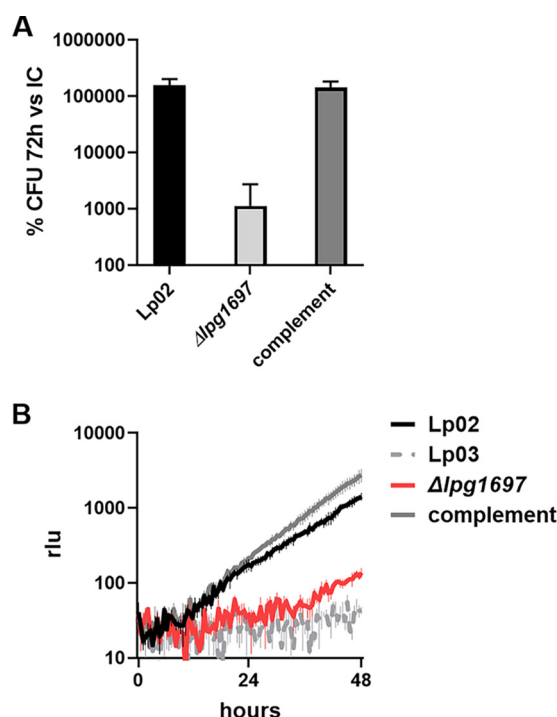 A
% CFU 72h vs IC
1000000
100000
10000
1000
100
Lp02
Δlpg1697
complement
B
rlu
10000
1000
100
10
0
24
48
hours
Lp02
Lp03
Δlpg1697
complement